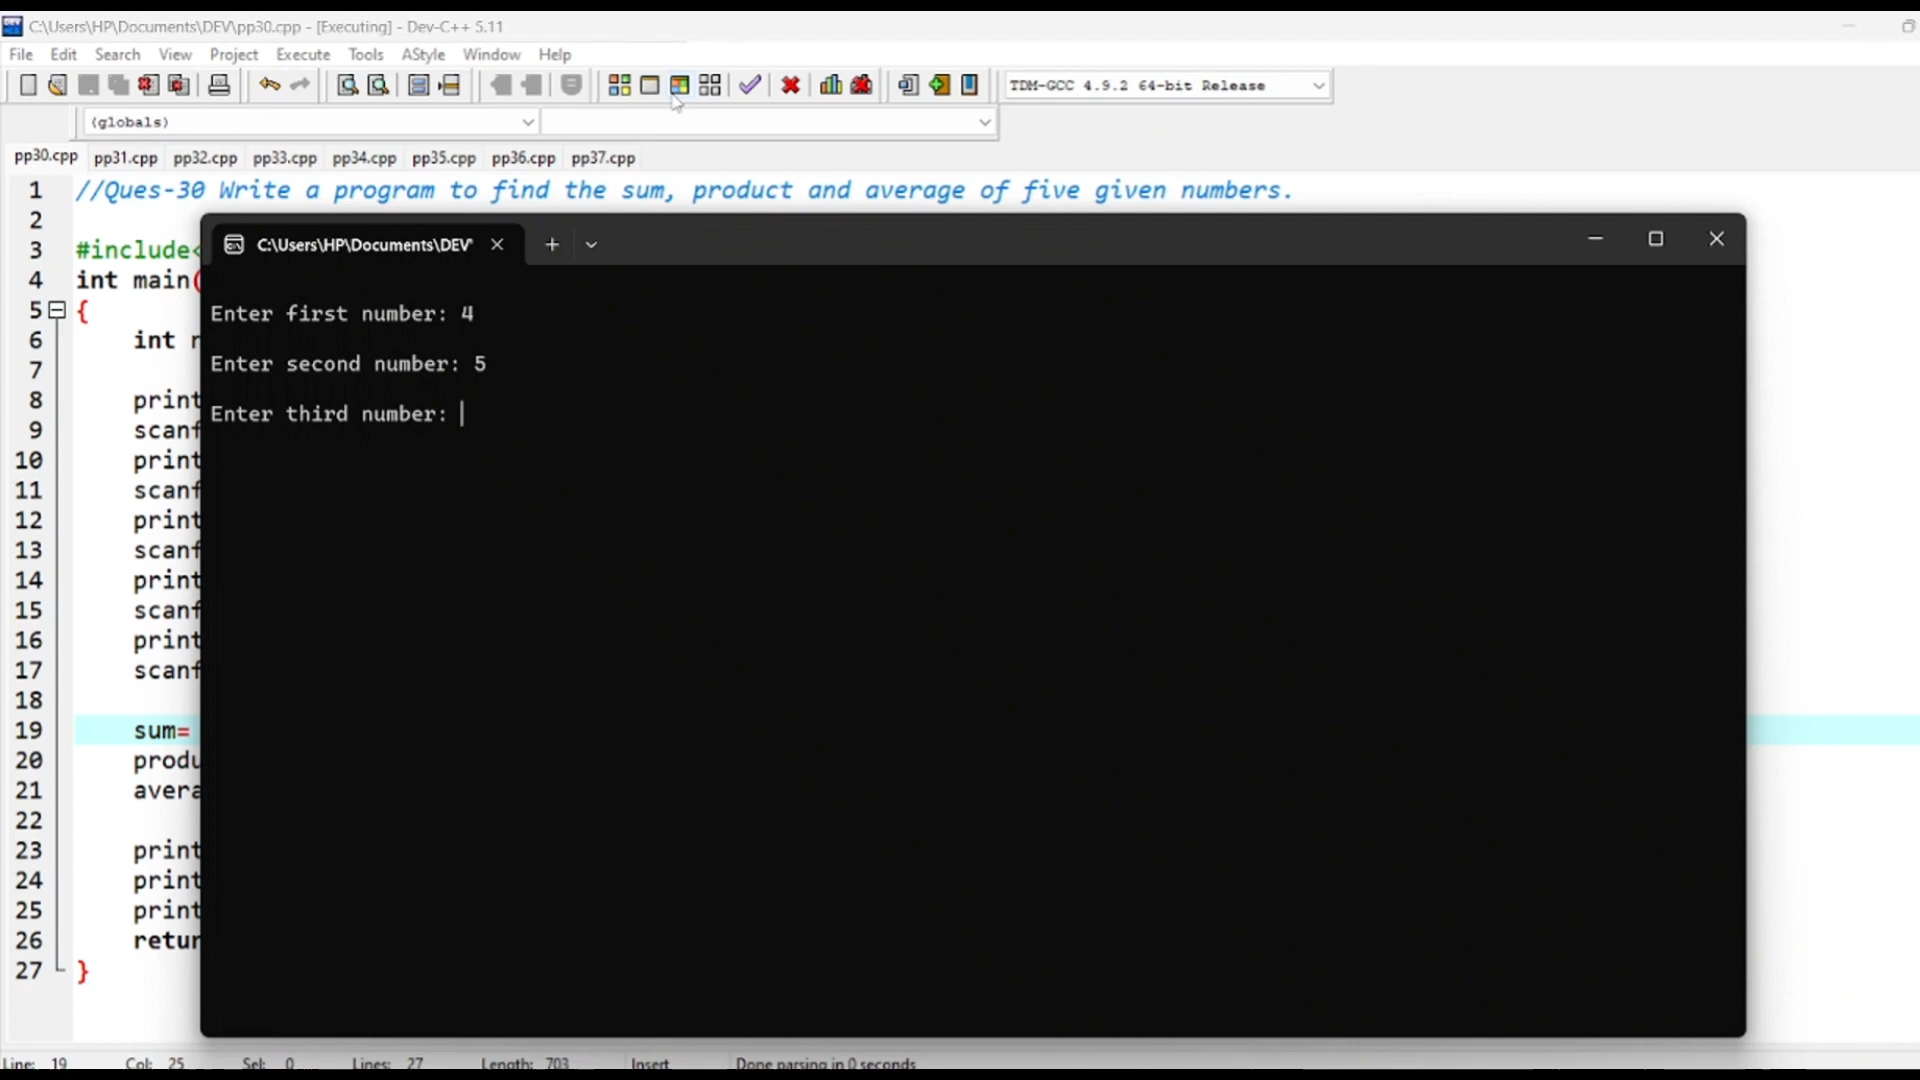 C:\Users\HP\Documents\DEV\pp30.cpp - [Executing] - Dev-C++ 5.11
File Edit Search View Project Execute Tools AStyle Window Help
TDM-GCC 4.9.2 64-bit Release
(globals)
pp30.cpp pp31.cpp pp32.cpp pp33.cpp pp34.cpp pp35.cpp pp36.cpp pp37.cpp
1 //Ques-30 Write a program to find the sum, product and average of five given numbers.
2
3 #include<
4 int main(
5 {
6 int
7
8 print
9 scanf
10 print
11 scanf
12 print
13 scanf
14 print
15 scanf
16 print
17 scanf
18
19 sum=
20 produ
21 avera
22
23 print
24 print
25 print
26 retur
27 }
C:\Users\HP\Documents\DEV\
Enter first number: 4
Enter second number: 5
Enter third number:
Line: 19 Col: 25 Sel: 0 Lines: 27 Length: 703 Insert Done parsing in 0 seconds